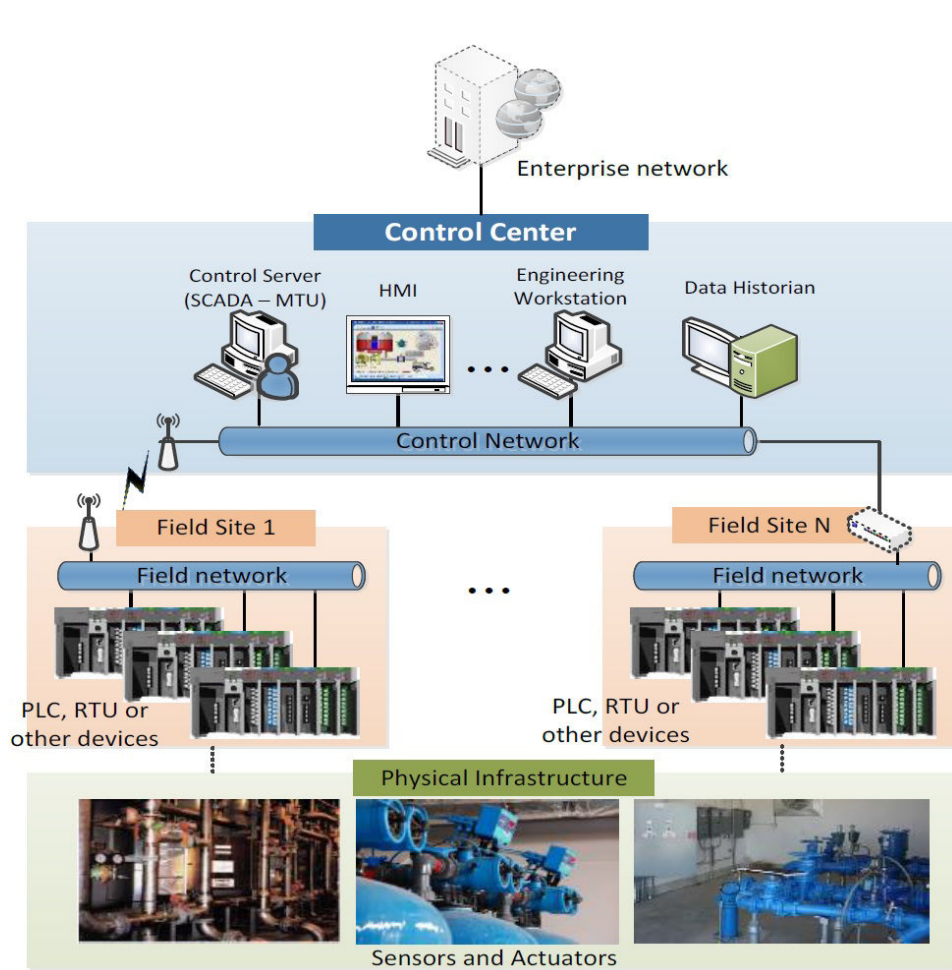 Enterprise network
Control Center
Control Server
(SCADA – MTU)
HMI
Engineering
Workstation
Data Historian
Control Network
Field Site 1
Field Site N
Field network
Field network
PLC, RTU or
other devices
PLC, RTU or
other devices
Physical Infrastructure
Sensors and Actuators